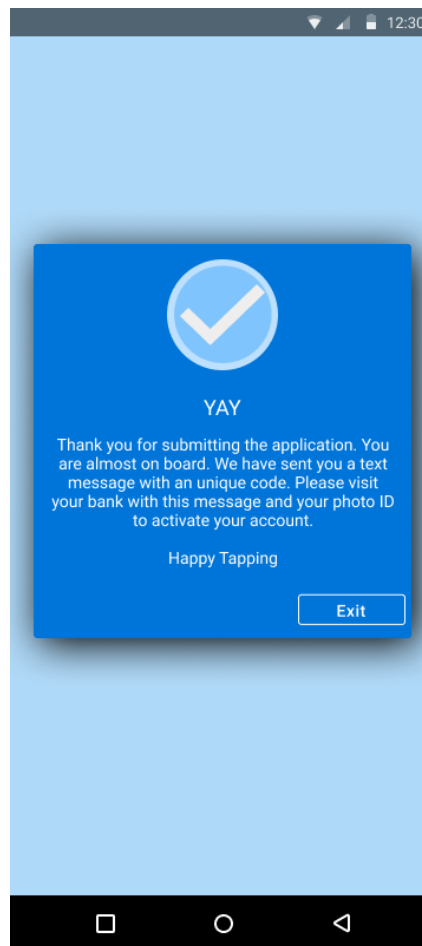 12:30
YAY
Thank you for submitting the application. You
are almost on board. We have sent you a text
message with an unique code. Please visit
your bank with this message and your photo ID
to activate your account.
Happy Tapping
Exit